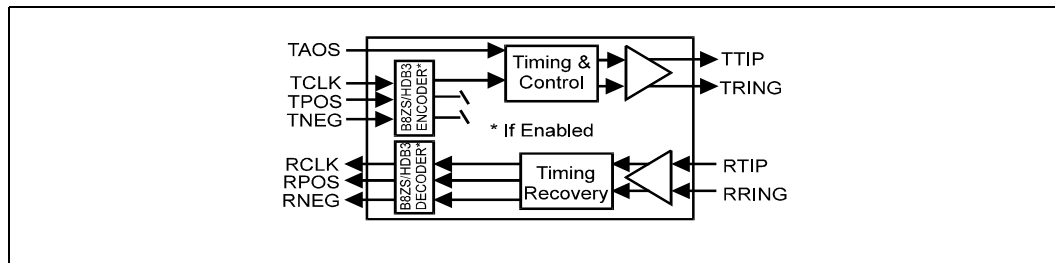 TAOS
TCLK
TPOS
TNEG
B8ZS/HDB3
ENCODER*
Timing &
Control
TTIP
TRING
* If Enabled
RCLK
RPOS
RNEG
B8ZS/HDB3
DECODER*
Timing
Recovery
RTIP
RRING